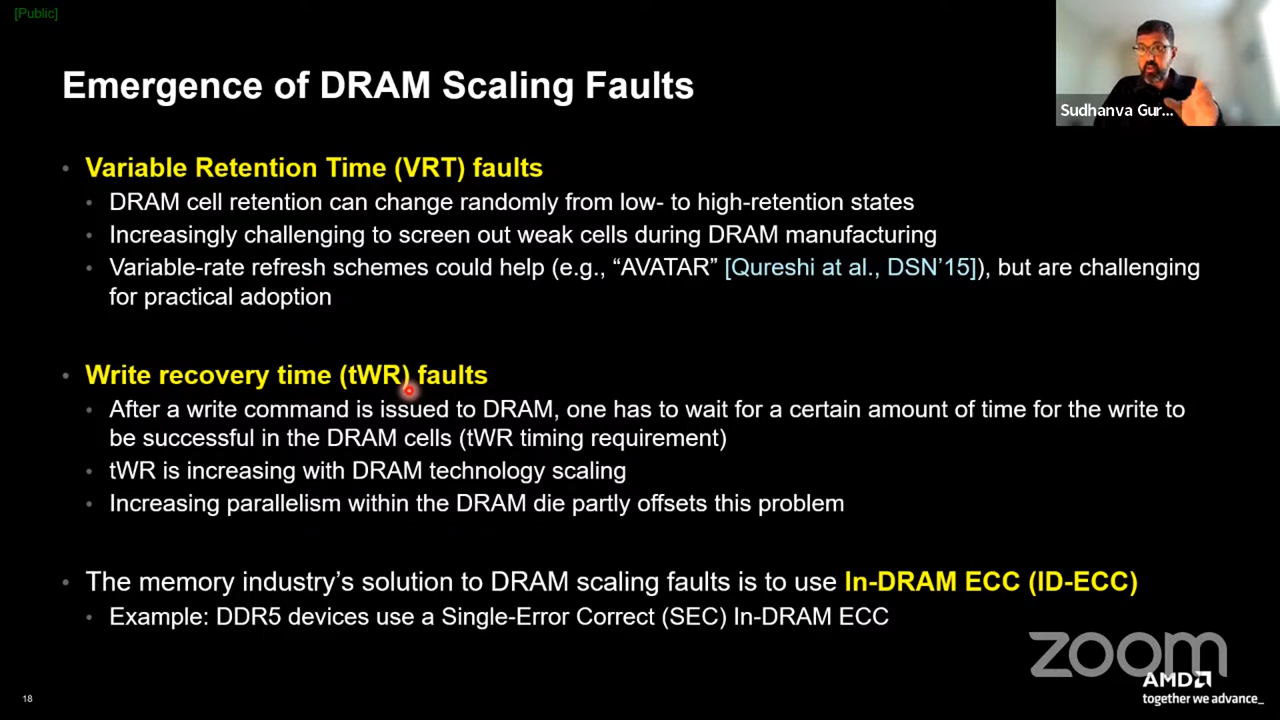 [Public]
Sudhanva Gur...
Emergence of DRAM Scaling Faults
• Variable Retention Time (VRT) faults
• DRAM cell retention can change randomly from low- to high-retention states
• Increasingly challenging to screen out weak cells during DRAM manufacturing
• Variable-rate refresh schemes could help (e.g., “AVATAR” [Qureshi at al., DSN’15]), but are challenging
for practical adoption
• Write recovery time (tWR) faults
• After a write command is issued to DRAM, one has to wait for a certain amount of time for the write to
be successful in the DRAM cells (tWR timing requirement)
• tWR is increasing with DRAM technology scaling
• Increasing parallelism within the DRAM die partly offsets this problem
• The memory industry’s solution to DRAM scaling faults is to use In-DRAM ECC (ID-ECC)
• Example: DDR5 devices use a Single-Error Correct (SEC) In-DRAM ECC
zoom
18
AMD
together we advance_